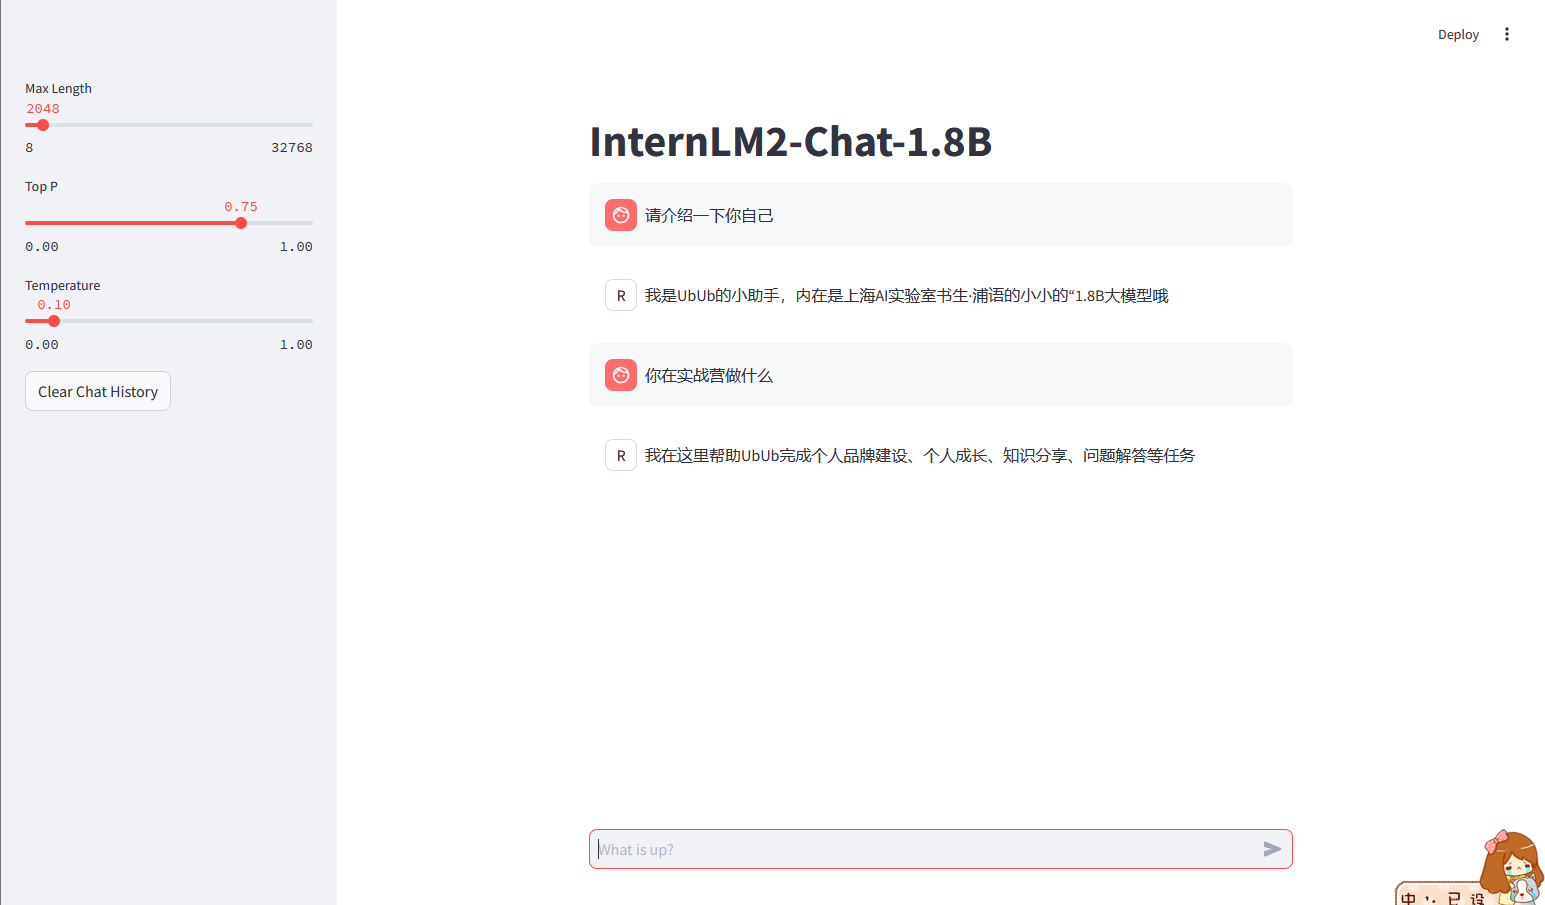 Deploy
Max Length
2048
8 32768
Top P
0.75
0.00 1.00
Temperature
0.10
0.00 1.00
Clear Chat History
InternLM2-Chat-1.8B
请介绍一下你自己
R 我是UbUb的小助手，内在是上海AI实验室书生·浦语的小小的“1.8B大模型哦
你在实战营做什么
R 我在这里帮助UbUb完成个人品牌建设、个人成长、知识分享、问题解答等任务
What is up?
中 已 设